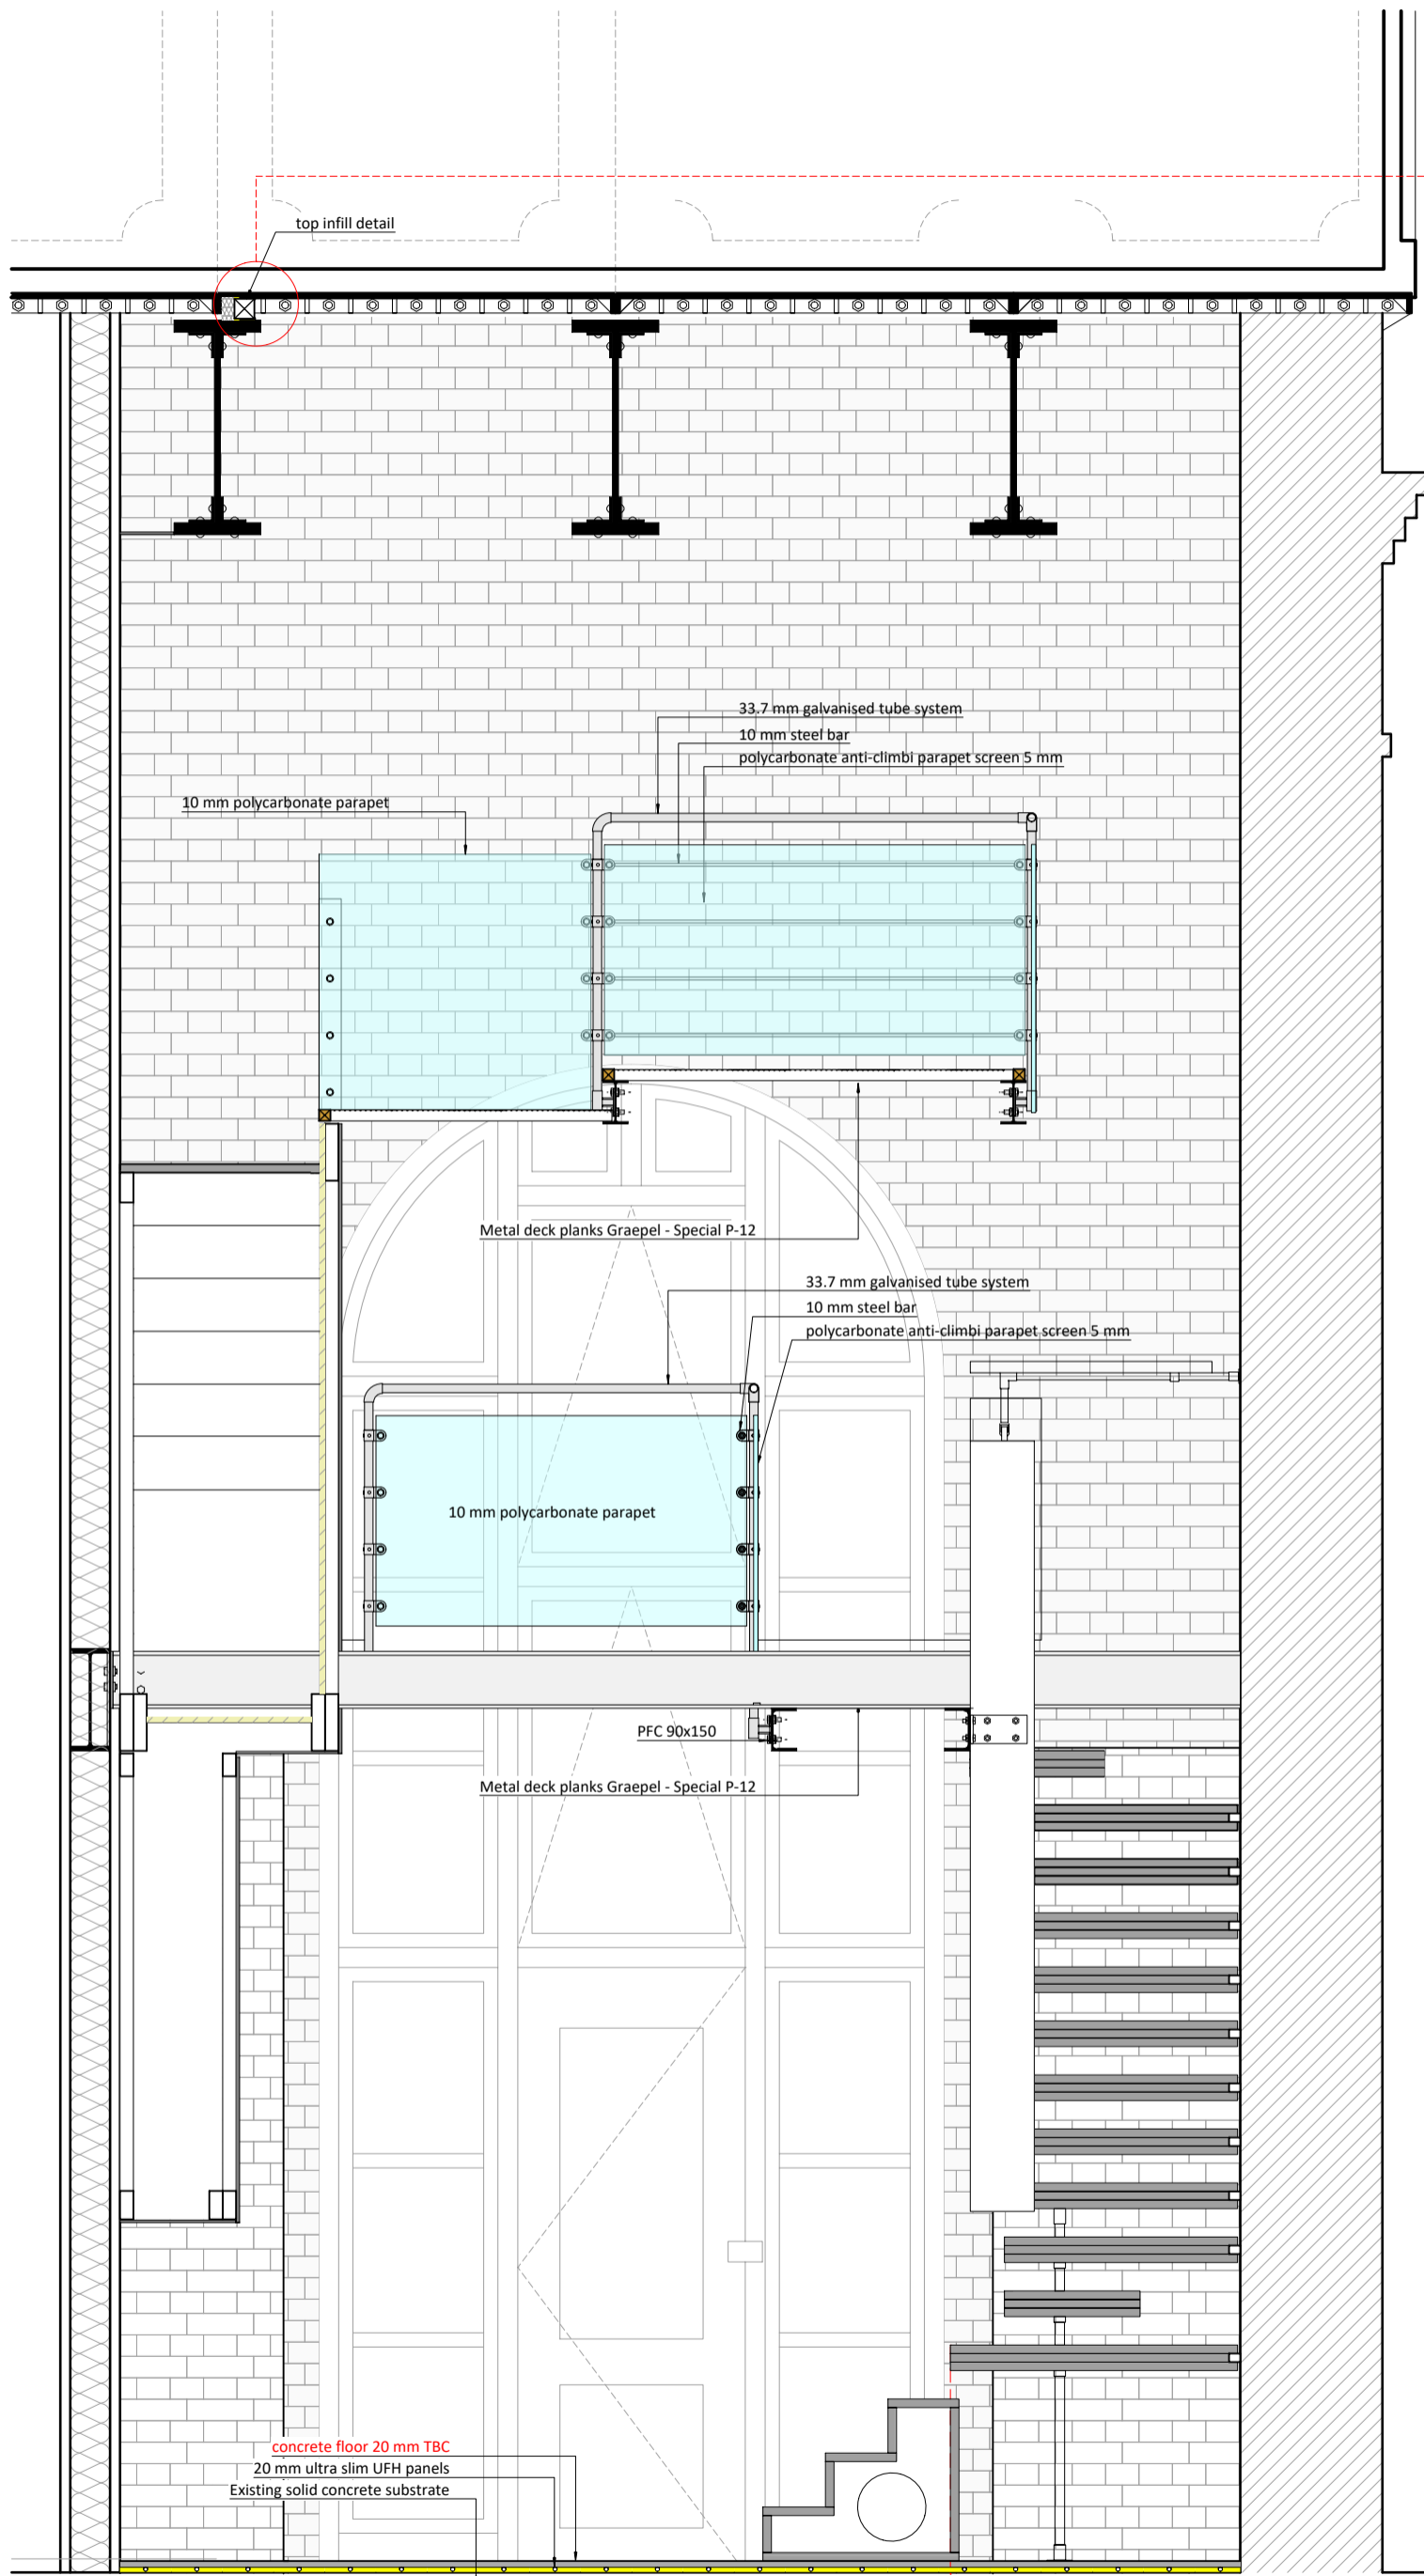 top infill detail
33.7 mm galvanised tube system
10 mm steel bar
polycarbonate anti-climbi parapet screen 5 mm
10 mm polycarbonate parapet
Metal deck planks Graepel - Special P-12
33.7 mm galvanised tube system
10 mm steel bar
polycarbonate anti-climbi parapet screen 5 mm
10 mm polycarbonate parapet
PFC 90x150
Metal deck planks Graepel - Special P-12
concrete floor 20 mm TBC
20 mm ultra slim UFH panels
Existing solid concrete substrate